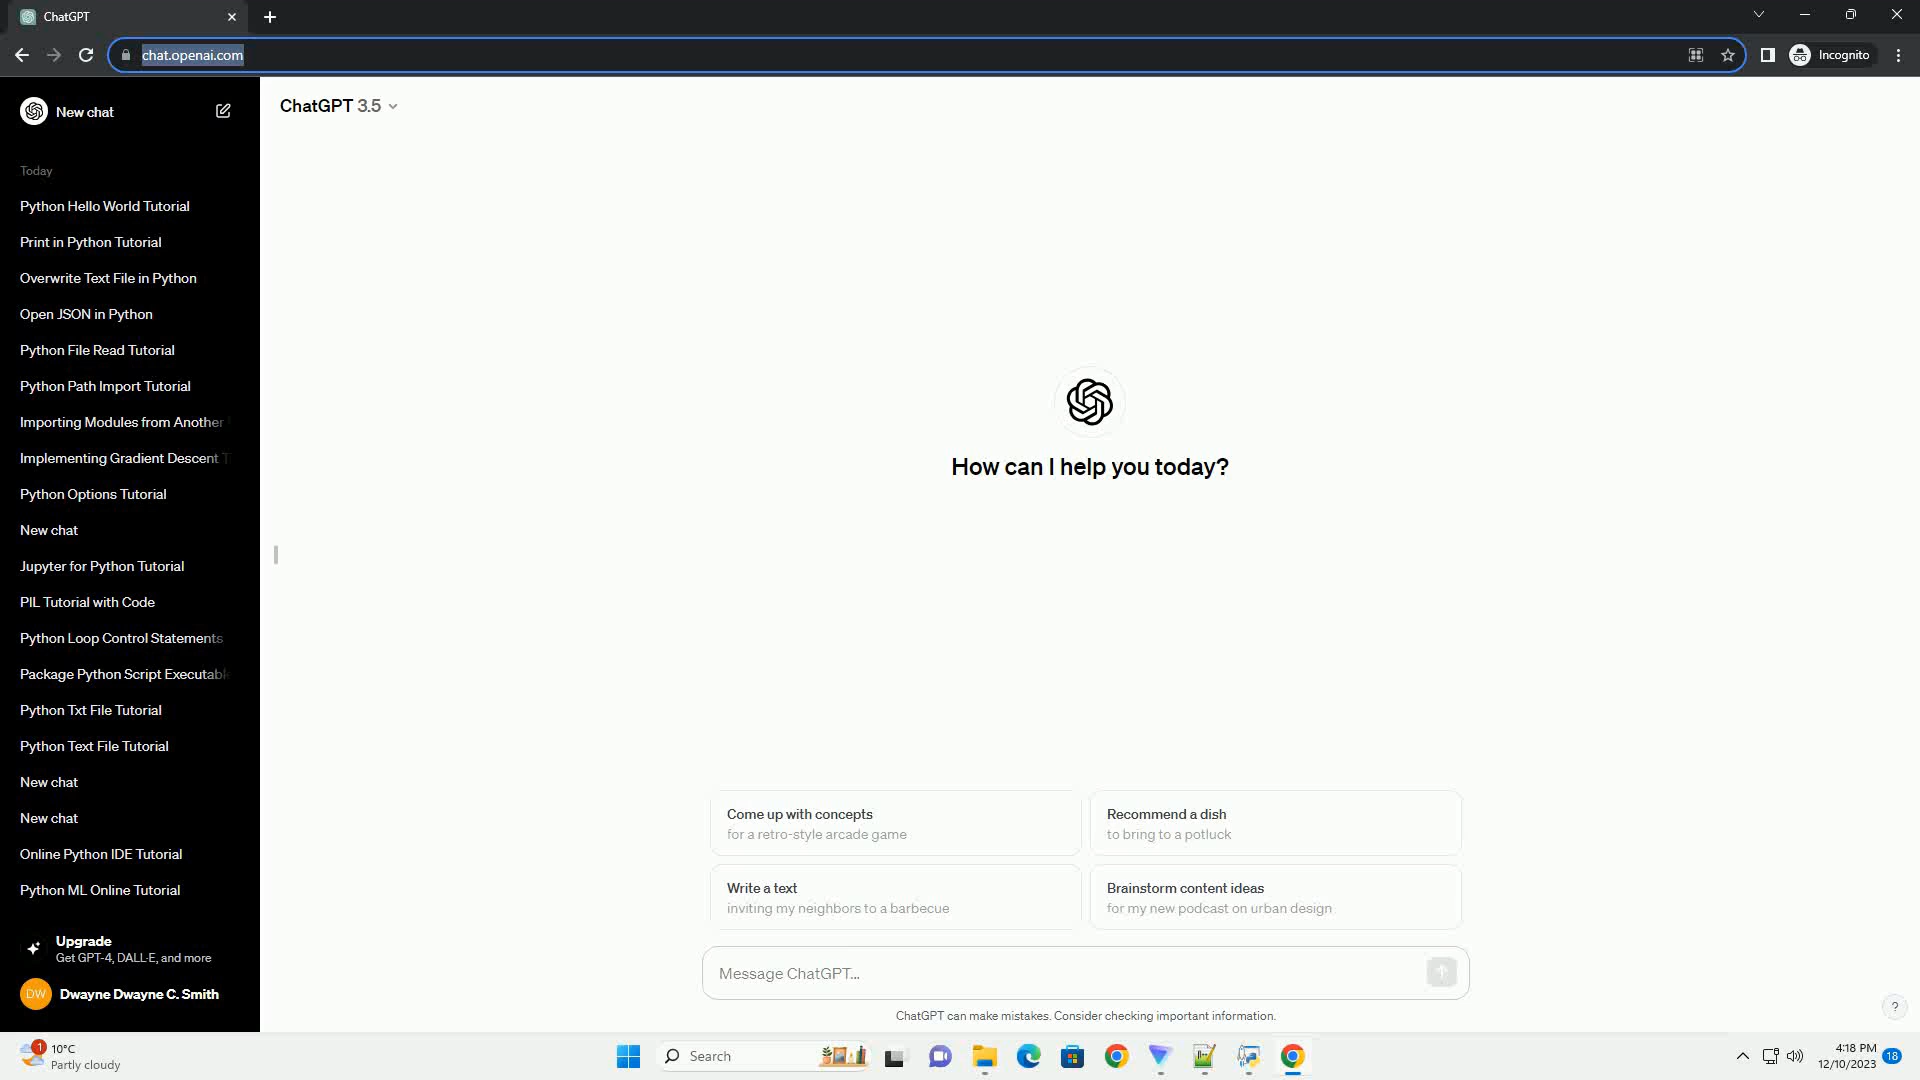 ChatGPT
chat.openai.com
Incognito
New chat
ChatGPT 3.5
Today
Python Hello World Tutorial
Print in Python Tutorial
Overwrite Text File in Python
Open JSON in Python
Python File Read Tutorial
Python Path Import Tutorial
Importing Modules from Another
Implementing Gradient Descent T
Python Options Tutorial
New chat
Jupyter for Python Tutorial
PIL Tutorial with Code
Python Loop Control Statements
Package Python Script Executable
Python Txt File Tutorial
Python Text File Tutorial
New chat
New chat
Online Python IDE Tutorial
Python ML Online Tutorial
Upgrade
Get GPT-4, DALL·E, and more
DW
Dwayne Dwayne C. Smith
How can I help you today?
Come up with concepts
for a retro-style arcade game
Recommend a dish
to bring to a potluck
Write a text
inviting my neighbors to a barbecue
Brainstorm content ideas
for my new podcast on urban design
Message ChatGPT...
ChatGPT can make mistakes. Consider checking important information.
?
1
10°C
Partly cloudy
Search
4:18 PM
12/10/2023
18